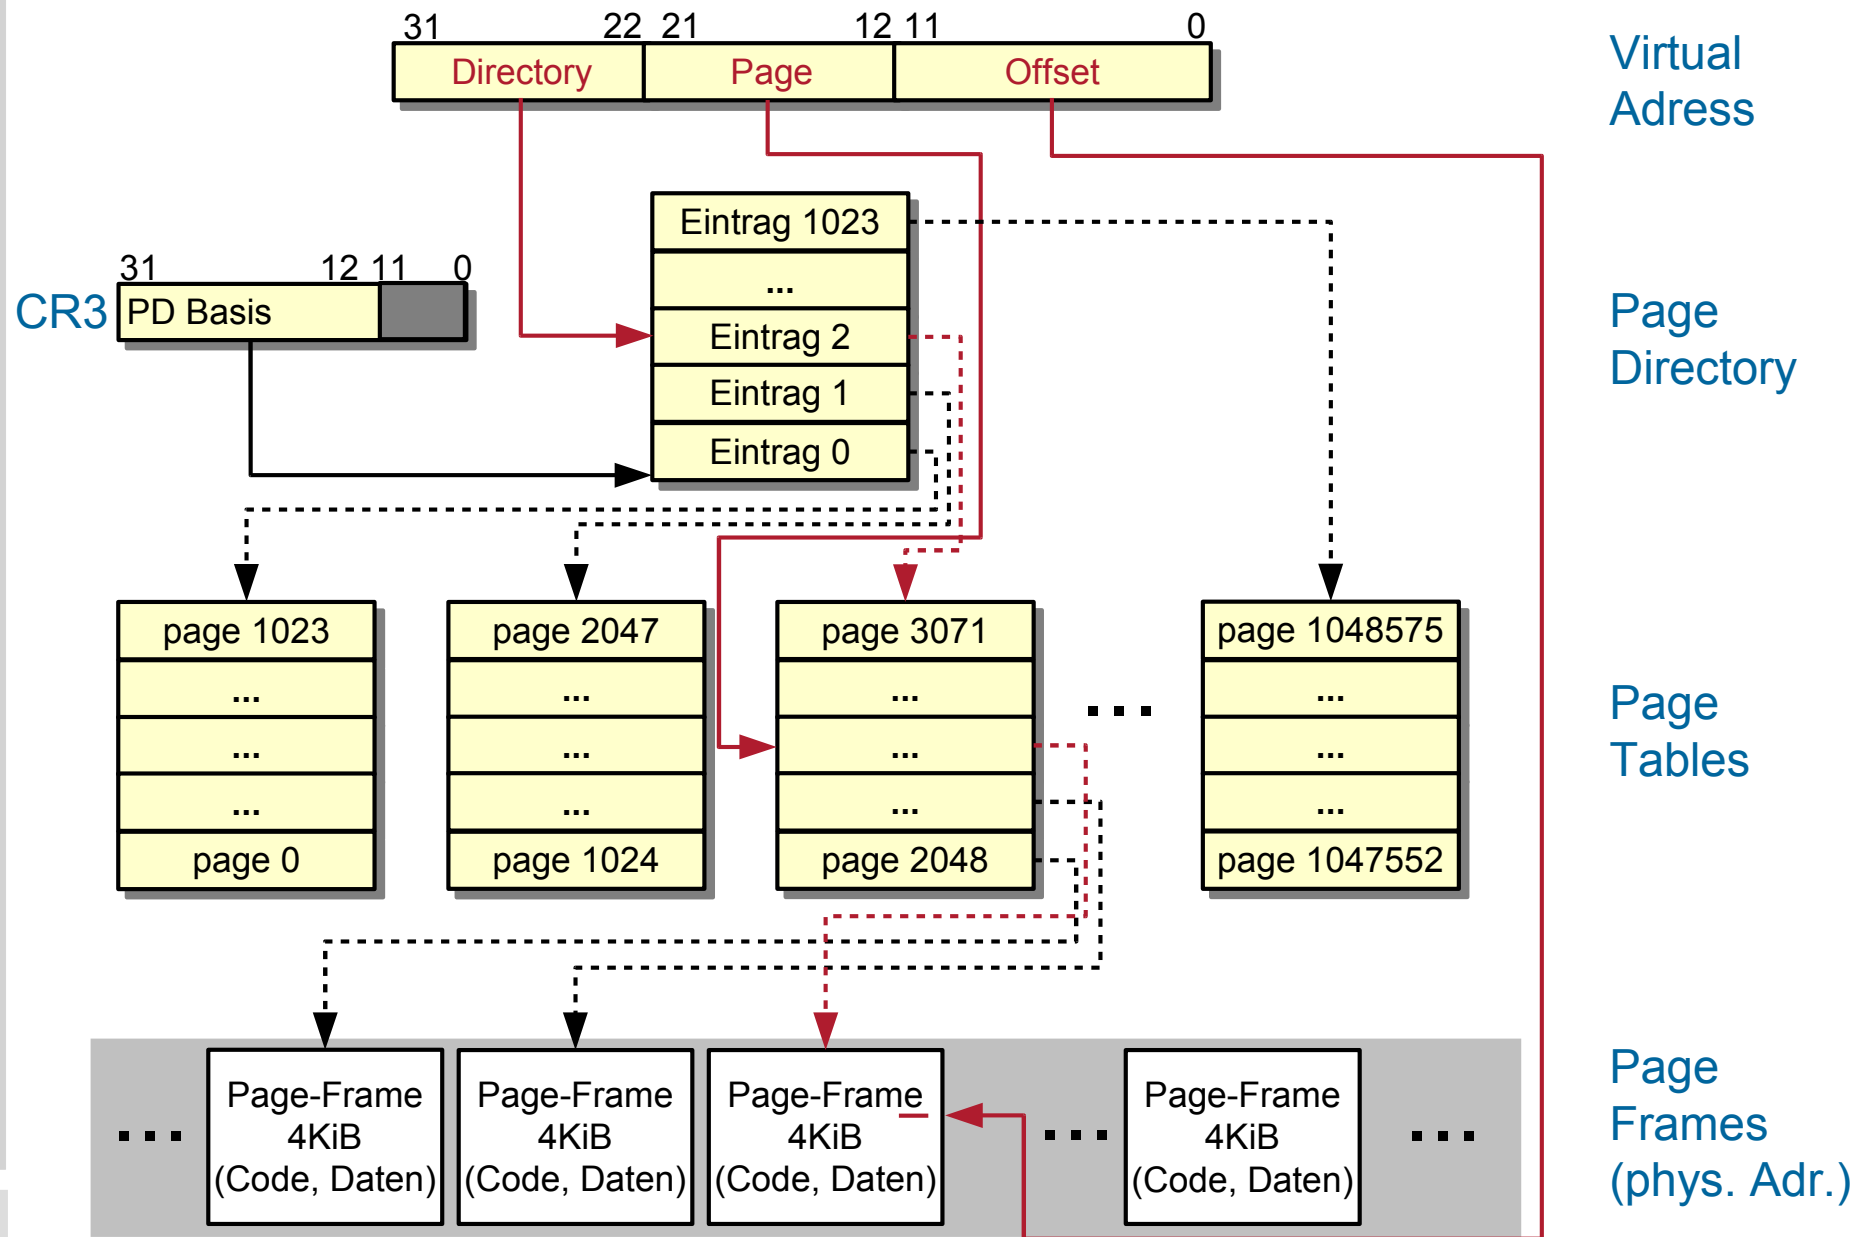 31 22 21 12 11 0
Directory Page Offset
Virtual
Adress
Eintrag 1023
...
Eintrag 2
Eintrag 1
Eintrag 0
31 12 11 0
CR3 PD Basis
Page
Directory
page 1023
...
...
...
page 0
page 2047
...
...
...
page 1024
page 3071
...
...
...
page 2048
...
page 1048575
...
...
...
page 1047552
Page
Tables
...
Page-Frame
4KiB
(Code, Daten)
Page-Frame
4KiB
(Code, Daten)
Page-Frame
4KiB
(Code, Daten)
...
Page-Frame
4KiB
(Code, Daten)
...
Page
Frames
(phys. Adr.)